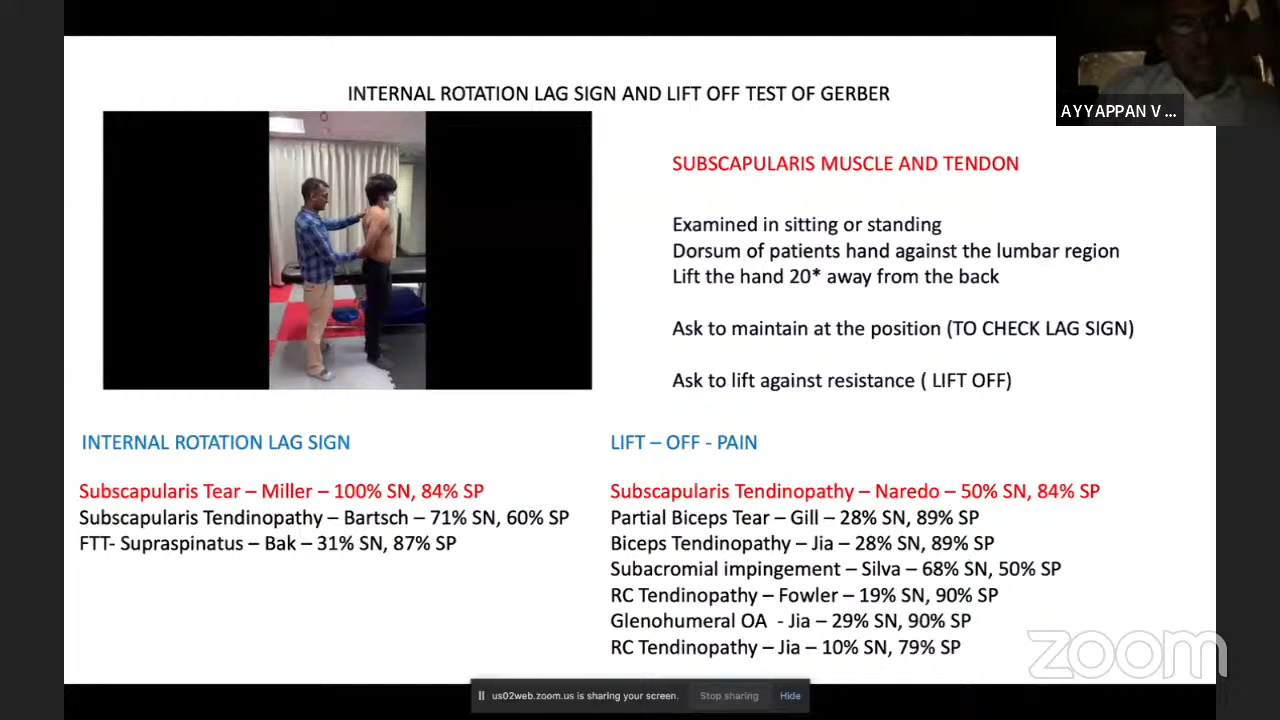 INTERNAL ROTATION LAG SIGN AND LIFT OFF TEST OF GERBER
AYYAPPAN V ...
SUBSCAPULARIS MUSCLE AND TENDON
Examined in sitting or standing
Dorsum of patients hand against the lumbar region
Lift the hand 20* away from the back
Ask to maintain at the position (TO CHECK LAG SIGN)
Ask to lift against resistance ( LIFT OFF)
INTERNAL ROTATION LAG SIGN
Subscapularis Tear – Miller – 100% SN, 84% SP
Subscapularis Tendinopathy – Bartsch – 71% SN, 60% SP
FTT- Supraspinatus – Bak – 31% SN, 87% SP
LIFT – OFF - PAIN
Subscapularis Tendinopathy – Naredo – 50% SN, 84% SP
Partial Biceps Tear – Gill – 28% SN, 89% SP
Biceps Tendinopathy – Jia – 28% SN, 89% SP
Subacromial impingement – Silva – 68% SN, 50% SP
RC Tendinopathy – Fowler – 19% SN, 90% SP
Glenohumeral OA - Jia – 29% SN, 90% SP
RC Tendinopathy – Jia – 10% SN, 79% SP
zoom
us02web.zoom.us is sharing your screen.
Stop sharing
Hide